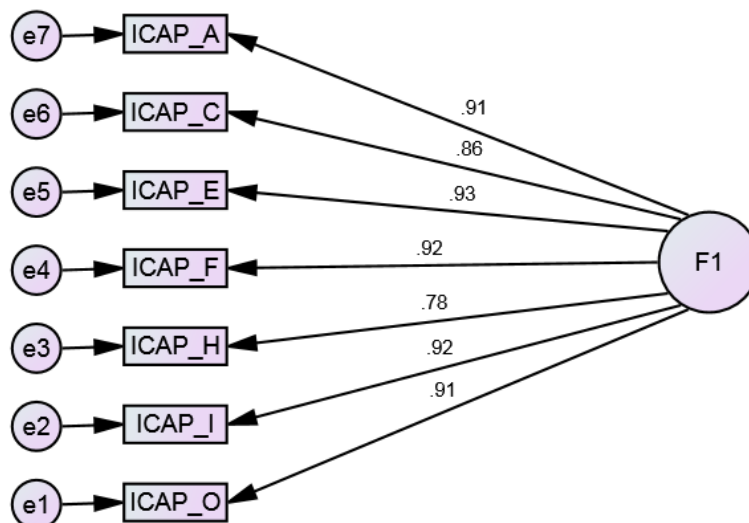 e7 ICAP_A
.91
e6 ICAP_C
.86
e5 ICAP_E
.93
e4 ICAP_F
.92
F1
e3 ICAP_H
.78
e2 ICAP_I
.92
e1 ICAP_O
.91